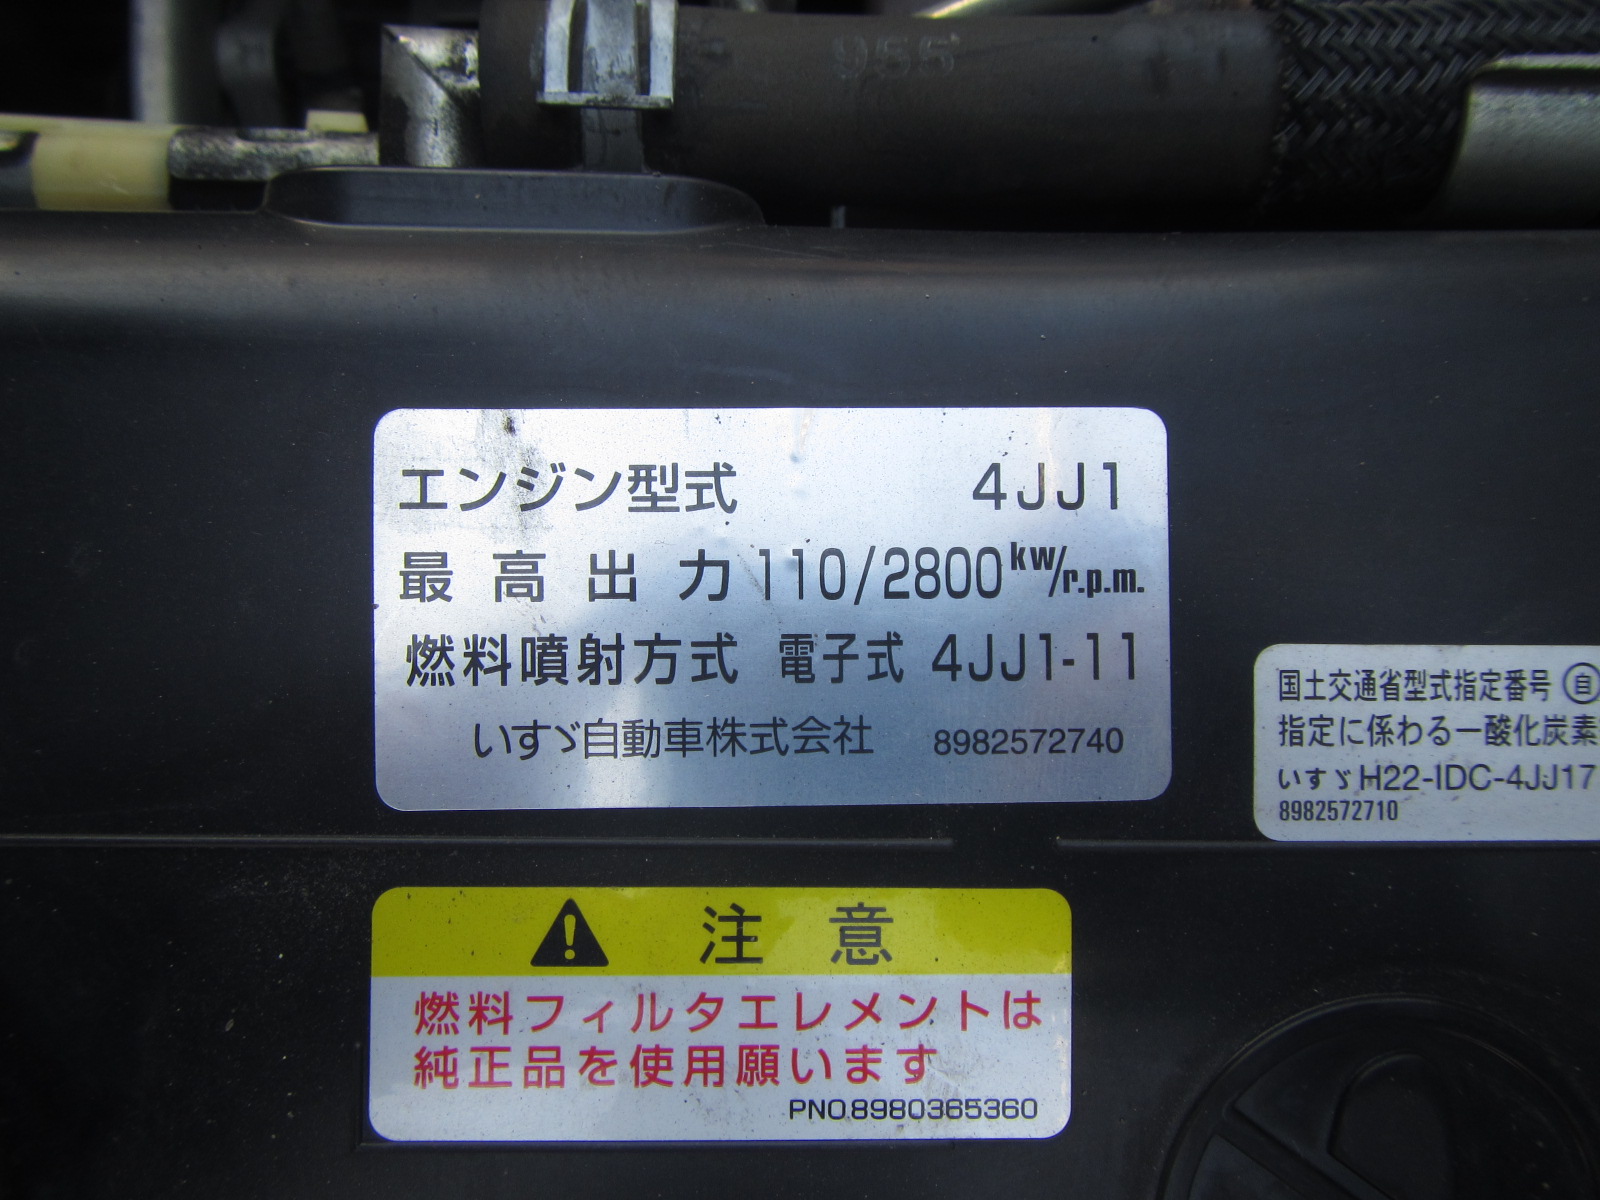 955
エンジン型式 4JJ1
最高出力 110/2800 kw/r.p.m.
燃料噴射方式 電子式 4JJ1-11
いすゞ自動車株式会社 8982572740
国土交通省型式指定番号 自
指定に係わる一酸化炭素
いすゞH22-IDC-4JJ17
8982572710
注意
燃料フィルタエレメントは
純正品を使用願います
PNO.8980365360